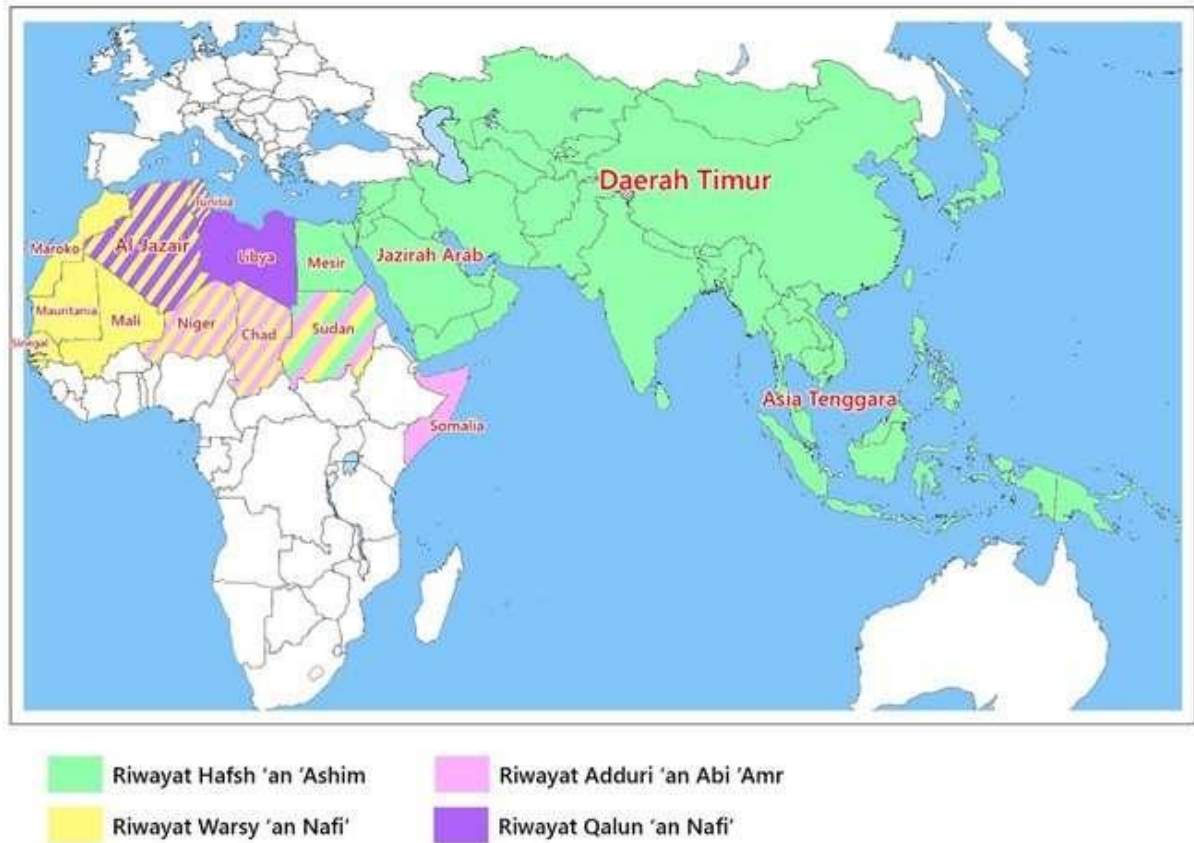 Daerah Timur
Tunisia
Maroko
Al Jazair
Libya
Mesir
Jazirah Arab
Mauritania
Mali
Niger
Chad
Sudan
Sinegal
Asia Tenggara
Somalia
Riwayat Hafsh 'an 'Ashim
Riwayat Adduri 'an Abi 'Amr
Riwayat Warsy 'an Nafi'
Riwayat Qalun 'an Nafi'